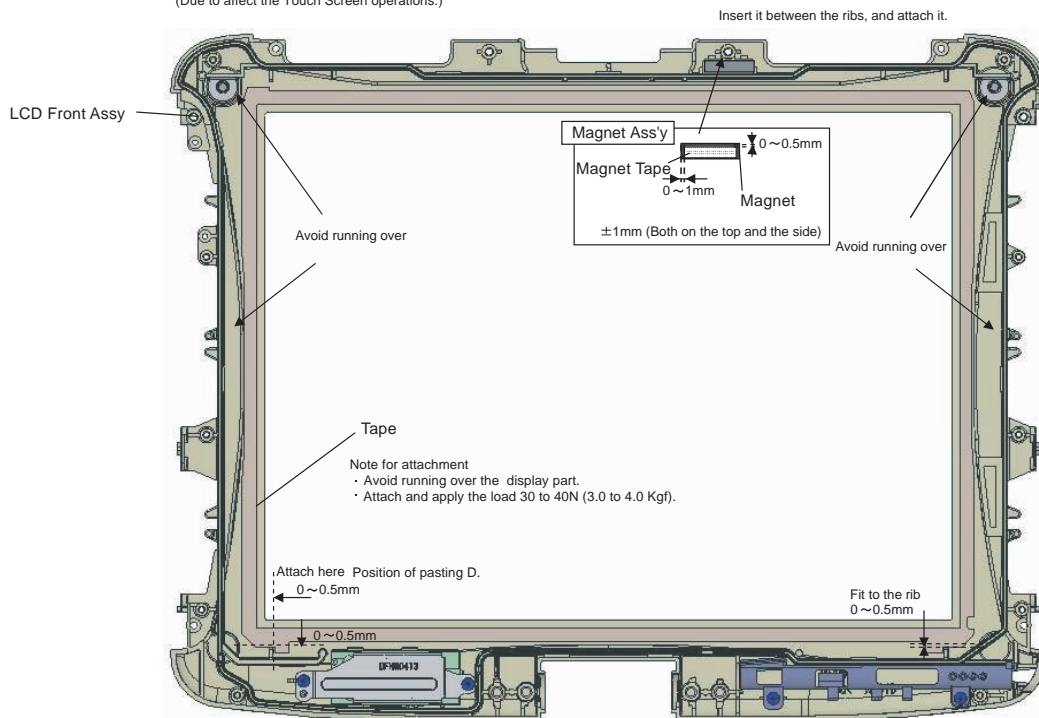 (Due to affect the Touch Screen operations.)
Insert it between the ribs, and attach it.
LCD Front Assy
Magnet Ass'y
0~0.5mm
Magnet Tape
0~1mm
Magnet
±1mm (Both on the top and the side)
Avoid running over
Avoid running over
Tape
Note for attachment
· Avoid running over the display part.
· Attach and apply the load 30 to 40N (3.0 to 4.0 Kgf).
Attach here Position of pasting D.
0~0.5mm
Fit to the rib
0~0.5mm
0~0.5mm